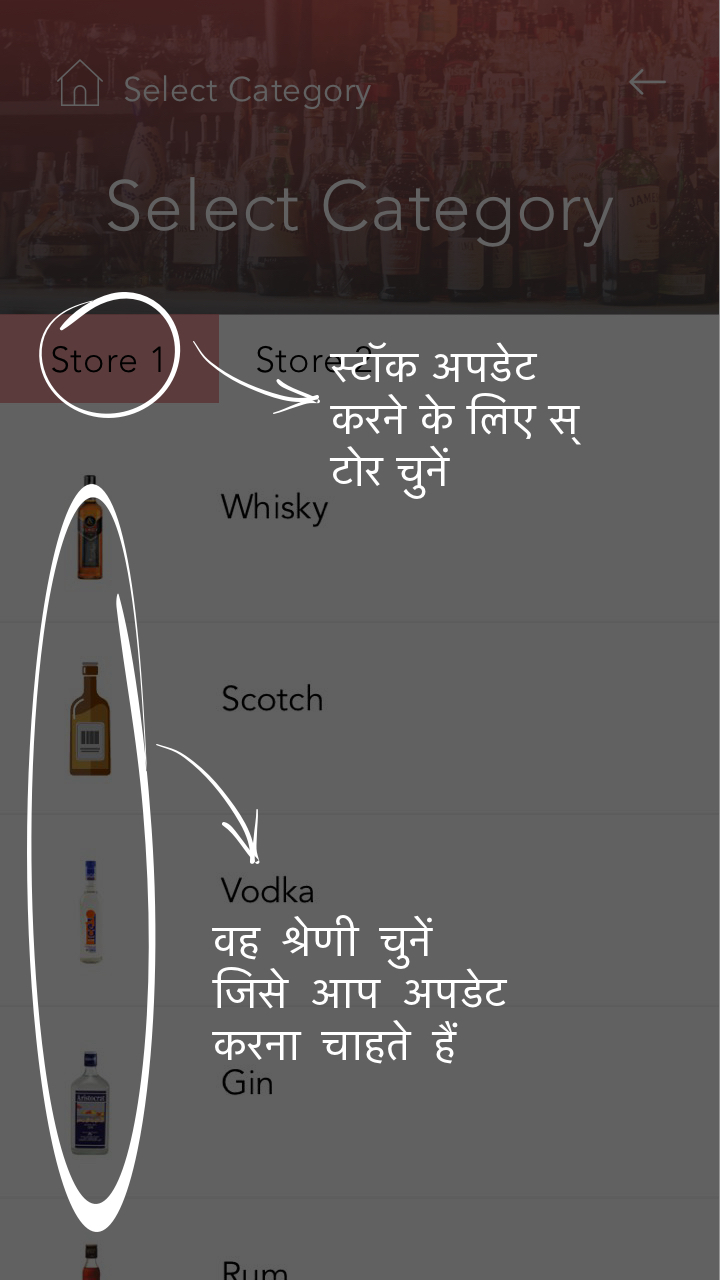 Select Category
Select Category
Store 1
Store 2
स्टॉक अपडेट
करने के लिए स्
टोर चुनें
Whisky
Scotch
Vodka
वह श्रेणी चुनें
जिसे आप अपडेट
करना चाहते हैं
Gin
Rum